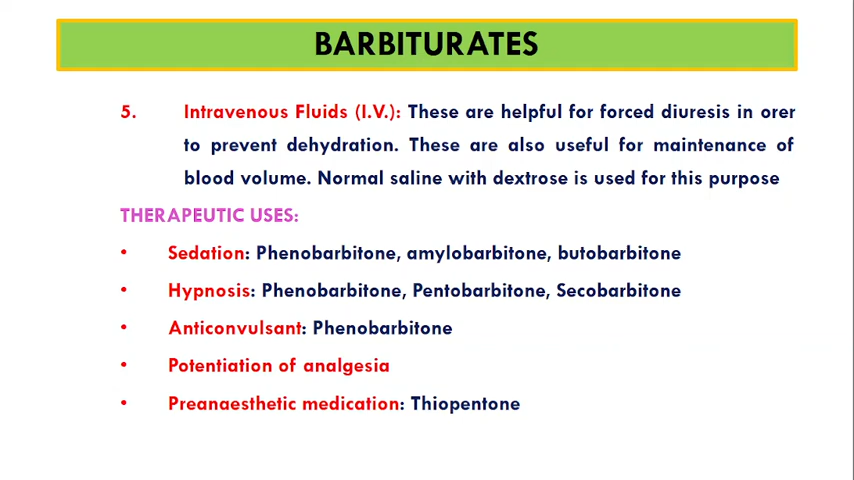 BARBITURATES
5. Intravenous Fluids (I.V.): These are helpful for forced diuresis in orer
to prevent dehydration. These are also useful for maintenance of
blood volume. Normal saline with dextrose is used for this purpose
THERAPEUTIC USES:
• Sedation: Phenobarbitone, amylobarbitone, butobarbitone
• Hypnosis: Phenobarbitone, Pentobarbitone, Secobarbitone
• Anticonvulsant: Phenobarbitone
• Potentiation of analgesia
• Preanaesthetic medication: Thiopentone